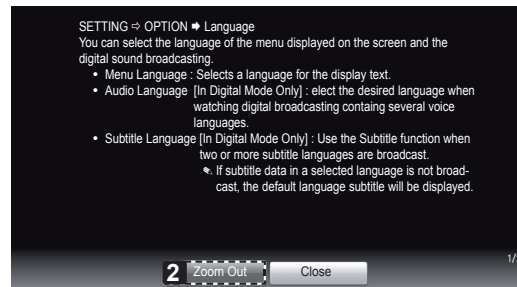 SETTING ⇨ OPTION ➡ Language
You can select the language of the menu displayed on the screen and the
digital sound broadcasting.
• Menu Language : Selects a language for the display text.
• Audio Language [In Digital Mode Only] : elect the desired language when
watching digital broadcasting containg several voice
languages.
• Subtitle Language [In Digital Mode Only] : Use the Subtitle function when
two or more subtitle languages are broadcast.
✎. If subtitle data in a selected language is not broad-
cast, the default language subtitle will be displayed.
1/
2 Zoom Out Close